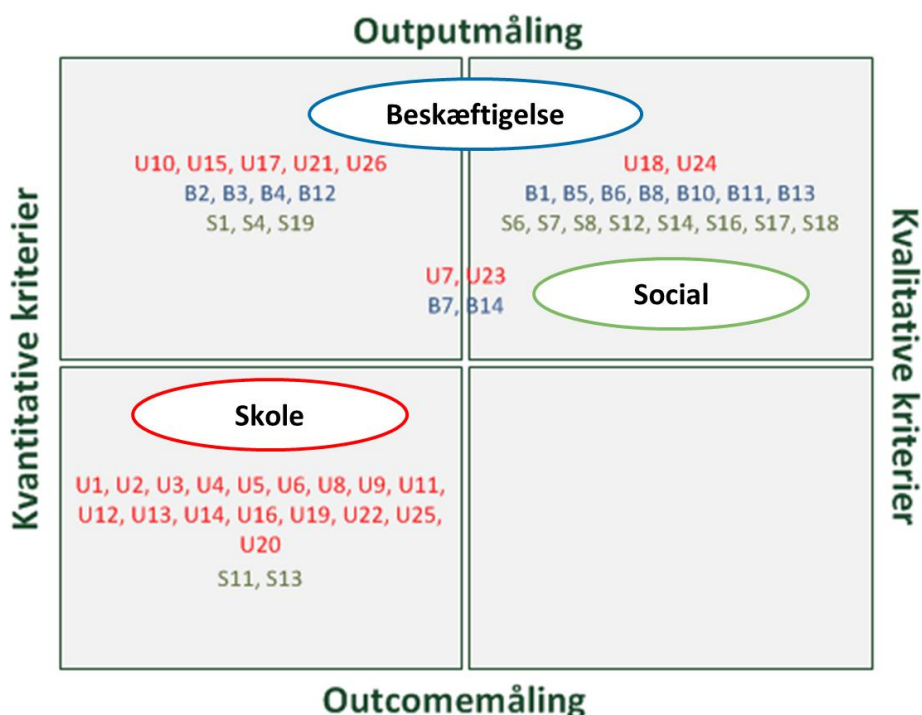 Outputmåling
Beskæftigelse
U10, U15, U17, U21, U26
B2, B3, B4, B12
S1, S4, S19
U18, U24
B1, B5, B6, B8, B10, B11, B13
S6, S7, S8, S12, S14, S16, S17, S18
U7, U23
B7, B14
Social
Kvantitative kriterier
Kvalitative kriterier
Skole
U1, U2, U3, U4, U5, U6, U8, U9, U11,
U12, U13, U14, U16, U19, U22, U25,
U20
S11, S13
Outcomemåling